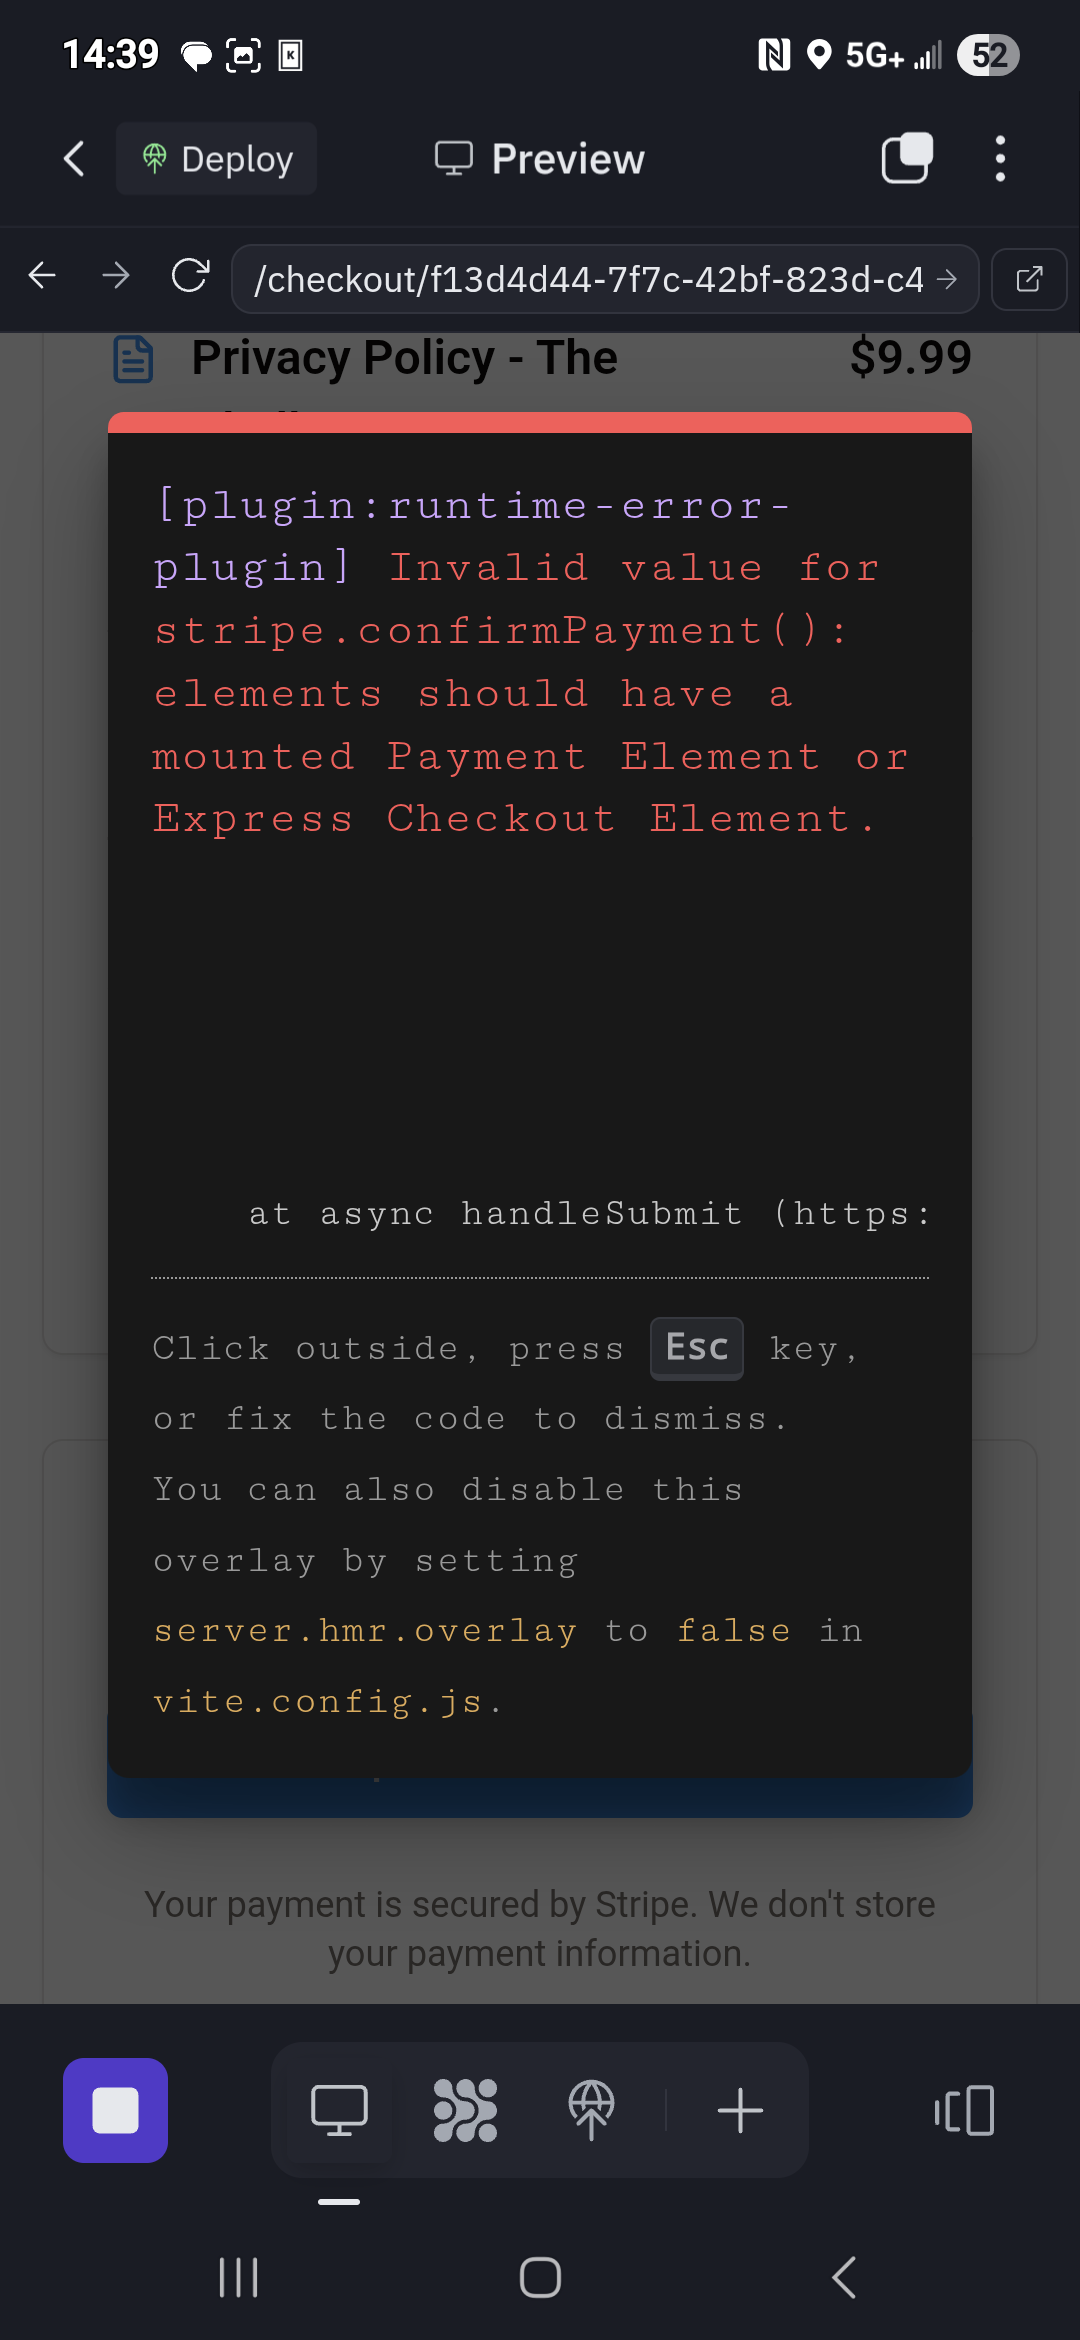 14:39
5G+
52
Deploy
Preview
/checkout/f13d4d44-7f7c-42bf-823d-c4
Privacy Policy - The
$9.99
[plugin:runtime-error-
plugin] Invalid value for
stripe.confirmPayment():
elements should have a
mounted Payment Element or
Express Checkout Element.
at async handleSubmit (https:
Click outside, press Esc key,
or fix the code to dismiss.
You can also disable this
overlay by setting
server.hmr.overlay to false in
vite.config.js.
Your payment is secured by Stripe. We don't store
your payment information.